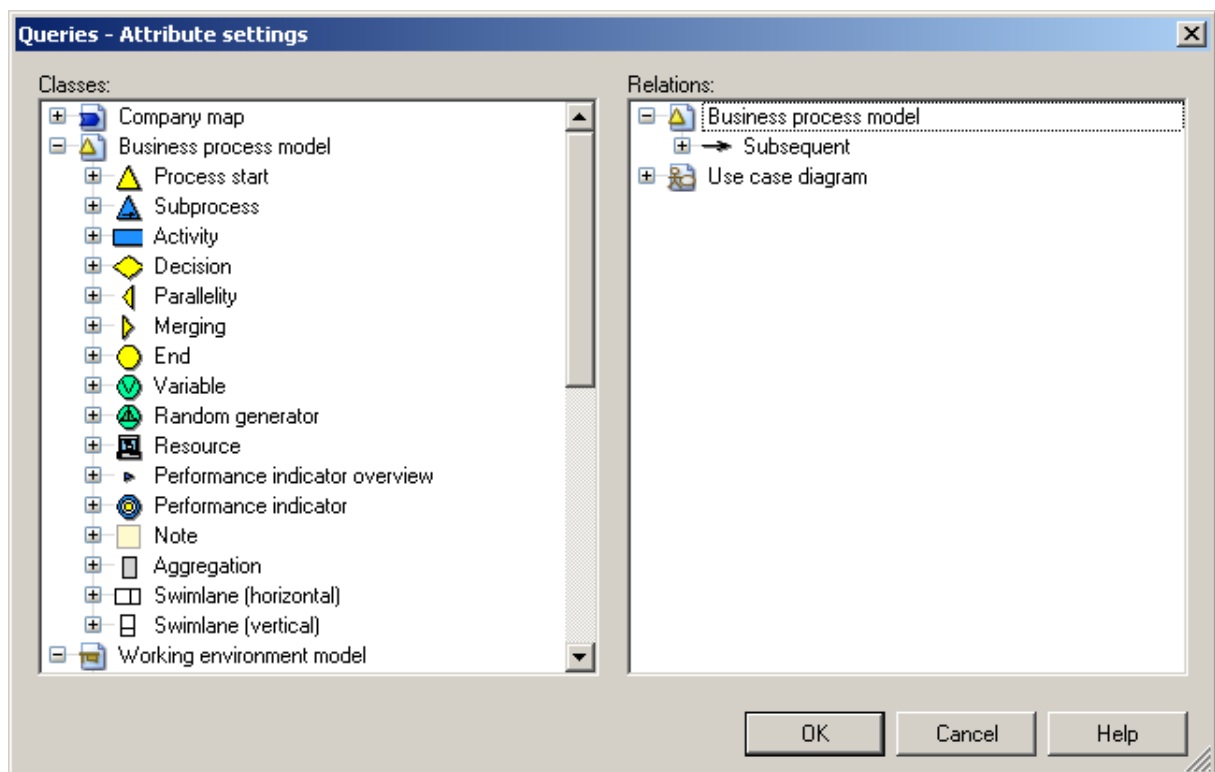 Queries - Attribute settings
Classes:
Company map
Business process model
Process start
Subprocess
Activity
Decision
Parallelity
Merging
End
Variable
Random generator
Resource
Performance indicator overview
Performance indicator
Note
Aggregation
Swimlane (horizontal)
Swimlane (vertical)
Working environment model
Relations:
Business process model
Subsequent
Use case diagram
OK
Cancel
Help